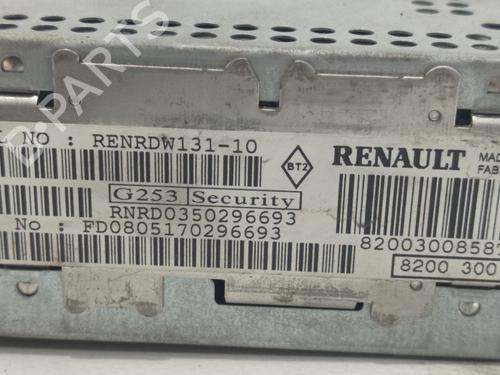 B-PARTS
NO : RENRDW131-10
BT2
RENAULT
MAD
FAB
G253 Security
RNRD0350296693
No : FD0805170296693
8200300858
8200 300